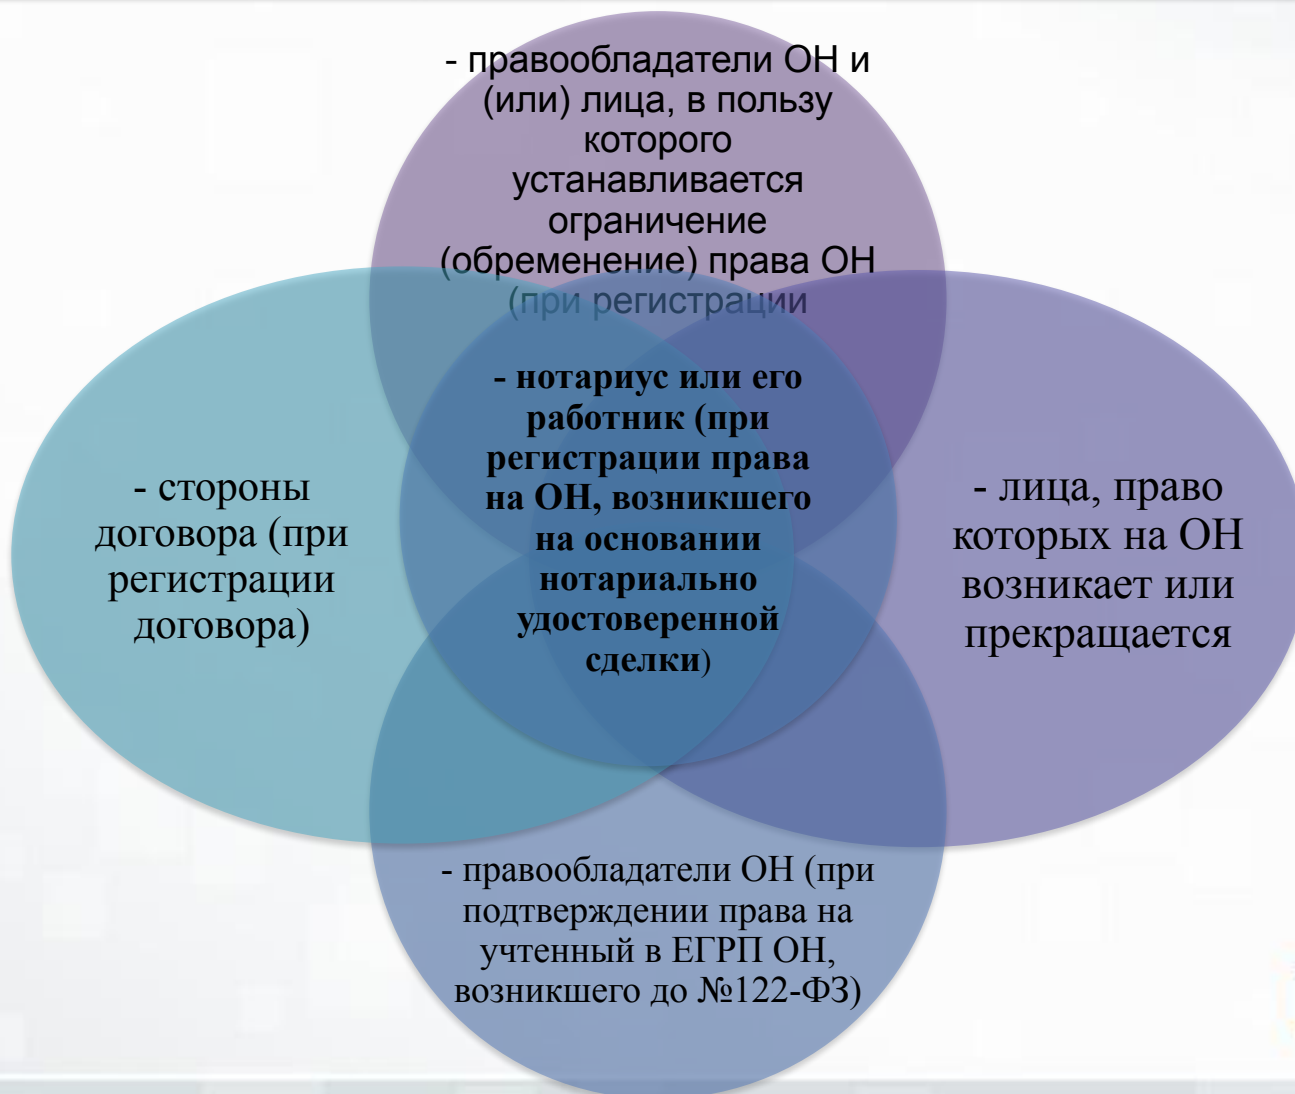 - правообладатели ОН и
(или) лица, в пользу
которого
устанавливается
ограничение
(обременение) права ОН
(при регистрации
- нотариус или его
работник (при
регистрации права
на ОН, возникшего
на основании
нотариально
удостоверенной
сделки)
- стороны
договора (при
регистрации
договора)
- лица, право
которых на ОН
возникает или
прекращается
- правообладатели ОН (при
подтверждении права на
учтенный в ЕГРП ОН,
возникшего до №122-ФЗ)